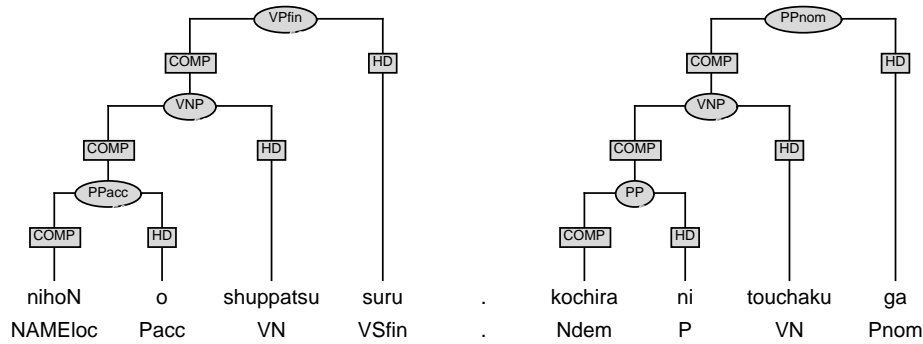 VPfin PPnom
COMP HD COMP HD
VNP VNP
COMP HD COMP HD
PPacc PP
COMP HD COMP HD
nihoN o shuppatsu suru . kochira ni touchaku ga
NAMEloc Pacc VN VSfin . Ndem P VN Pnom